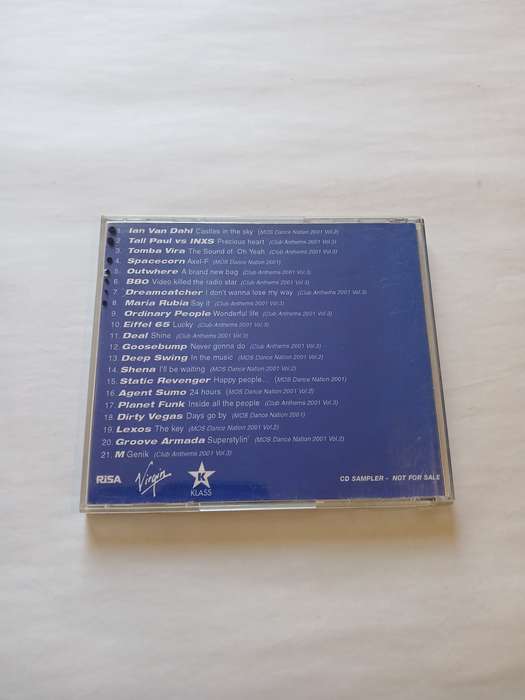 1. Ian Van Dahl Castles in the sky (MOS Dance Nation 2001 Vol.2)
2. Tall Paul vs INXS Precious heart (Club Anthems 2001 Vol.3)
3. Tomba Vira The Sound of: Oh Yeah (Club Anthems 2001 Vol.3)
4. Spacecorn Axel-F (MOS Dance Nation 2001)
5. Outwhere A brand new bug (Club Anthems 2001 Vol.3)
6. BBO Video killed the radio star (Club Anthems 2001 Vol.3)
7. Dreamcatcher I don't wanna lose my way (Club Anthems 2001 Vol.3)
8. Maria Rubia Say it (Club Anthems 2001 Vol.3)
9. Ordinary People Wonderful life (Club Anthems 2001 Vol.3)
10. Eiffel 65 Lucky (Club Anthems 2001 Vol.3)
11. Deal Shine (Club Anthems 2001 Vol.3)
12. Goosebump Never gonna do (Club Anthems 2001 Vol.3)
13. Deep Swing In the music (MOS Dance Nation 2001 Vol.2)
14. Shena I'll be waiting (MOS Dance Nation 2001 Vol.2)
15. Static Revenger Happy people... (MOS Dance Nation 2001)
16. Agent Sumo 24 hours (MOS Dance Nation 2001 Vol.2)
17. Planet Funk Inside all the people (Club Anthems 2001 Vol.3)
18. Dirty Vegas Days go by (MOS Dance Nation 2001)
19. Lexos The key (MOS Dance Nation 2001 Vol.2)
20. Groove Armada Superstylin' (MOS Dance Nation 2001 Vol.2)
21. M Genik (Club Anthems 2001 Vol.3)
RiSA Virgin K KLASS CD SAMPLER - NOT FOR SALE